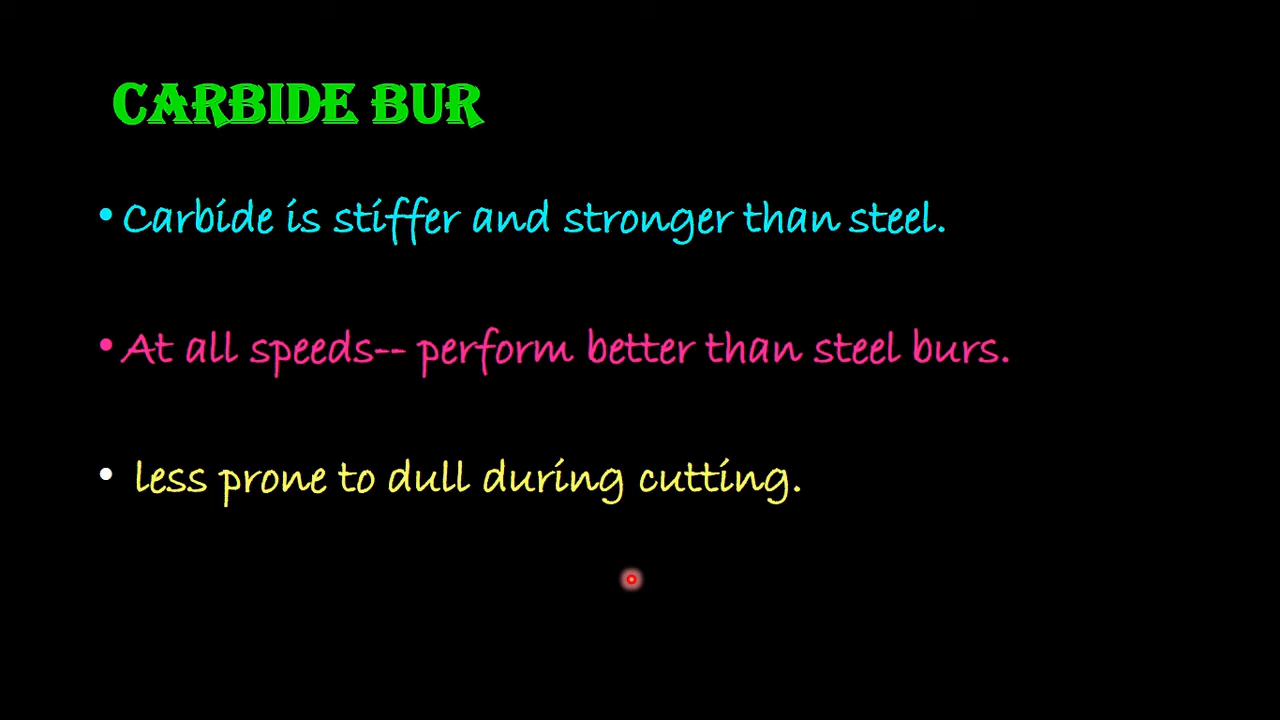 CARBIDE BUR
• Carbide is stiffer and stronger than steel.
• At all speeds-- perform better than steel burs.
• less prone to dull during cutting.